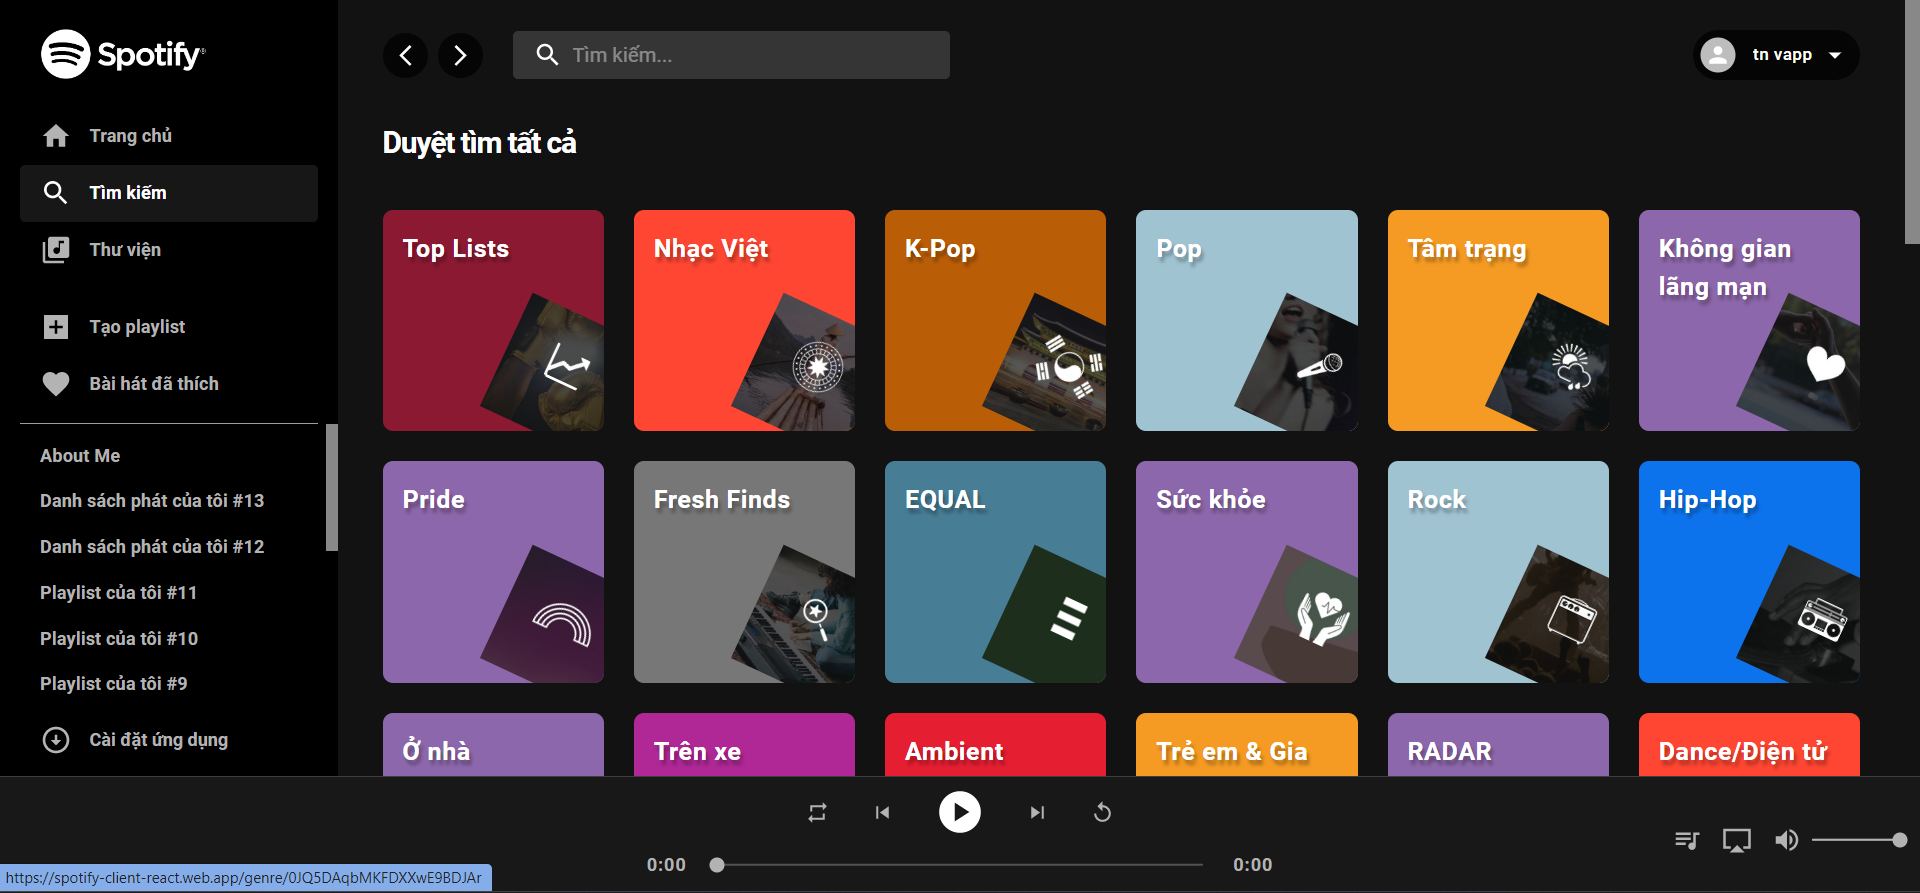 Spotify®
Trang chủ
Tìm kiếm
Thư viện
Tạo playlist
Bài hát đã thích
About Me
Danh sách phát của tôi #13
Danh sách phát của tôi #12
Playlist của tôi #11
Playlist của tôi #10
Playlist của tôi #9
Cài đặt ứng dụng
Tìm kiếm...
tn vapp
Duyệt tìm tất cả
Top Lists
Nhạc Việt
K-Pop
Pop
Tâm trạng
Không gian
lãng mạn
Pride
Fresh Finds
EQUAL
Sức khỏe
Rock
Hip-Hop
Ở nhà
Trên xe
Ambient
Trẻ em & Gia
RADAR
Dance/Điện tử
0:00
0:00
https://spotify-client-react.web.app/genre/0JQ5DAqbMKFDXXwE9BDJAr